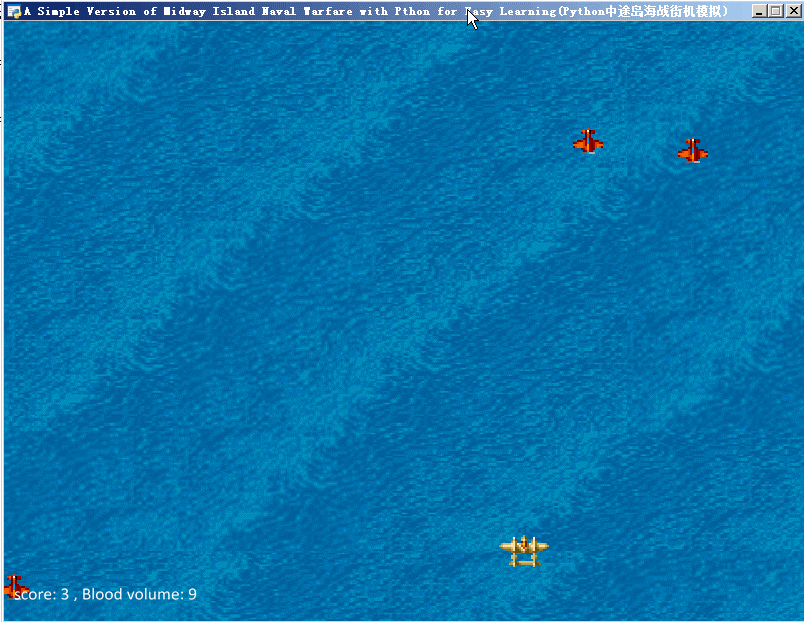 A Simple Version of Midway Island Naval Warfare with Pthon for Easy Learning(Python中途岛海战街机模拟)
score: 3 , Blood volume: 9